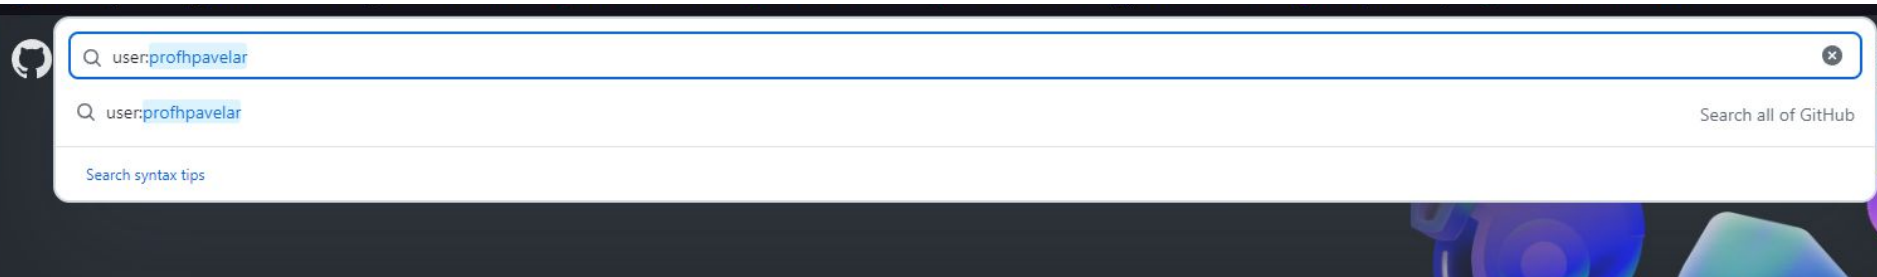 user:profhpavelar
user:profhpavelar Search all of GitHub
Search syntax tips